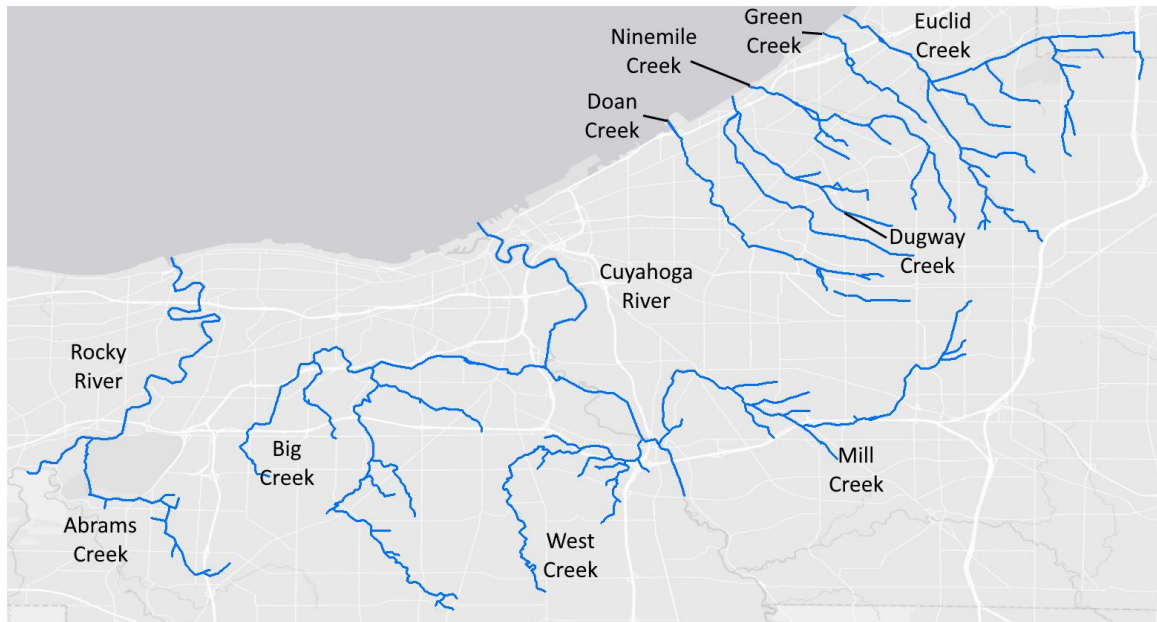 Green
Creek
Euclid
Creek
Ninemile
Creek
Doan
Creek
Dugway
Creek
Cuyahoga
River
Rocky
River
Big
Creek
Mill
Creek
Abrams
Creek
West
Creek